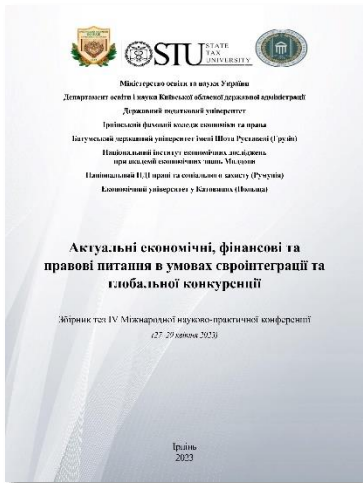 STU STATE
TAX
UNIVERSITY
Міністерство освіти та науки України
Департамент освіти і науки Київської обласної державної адміністрації
Державний податковий університет
Ірпінський фаховий коледж економіки та права
Батумський державний університет імені Шота Руставелі (Грузія)
Національний інститут економічних досліджень
при академії економічних знань Молдови
Національний НДІ праці та соціального захисту (Румунія)
Економічний університет у Катовицях (Польща)
Актуальні економічні, фінансові та
правові питання в умовах євроінтеграції та
глобальної конкуренції
Збірник тез IV Міжнародної науково-практичної конференції
(27-20 квітня 2023)
Ірпінь
2023